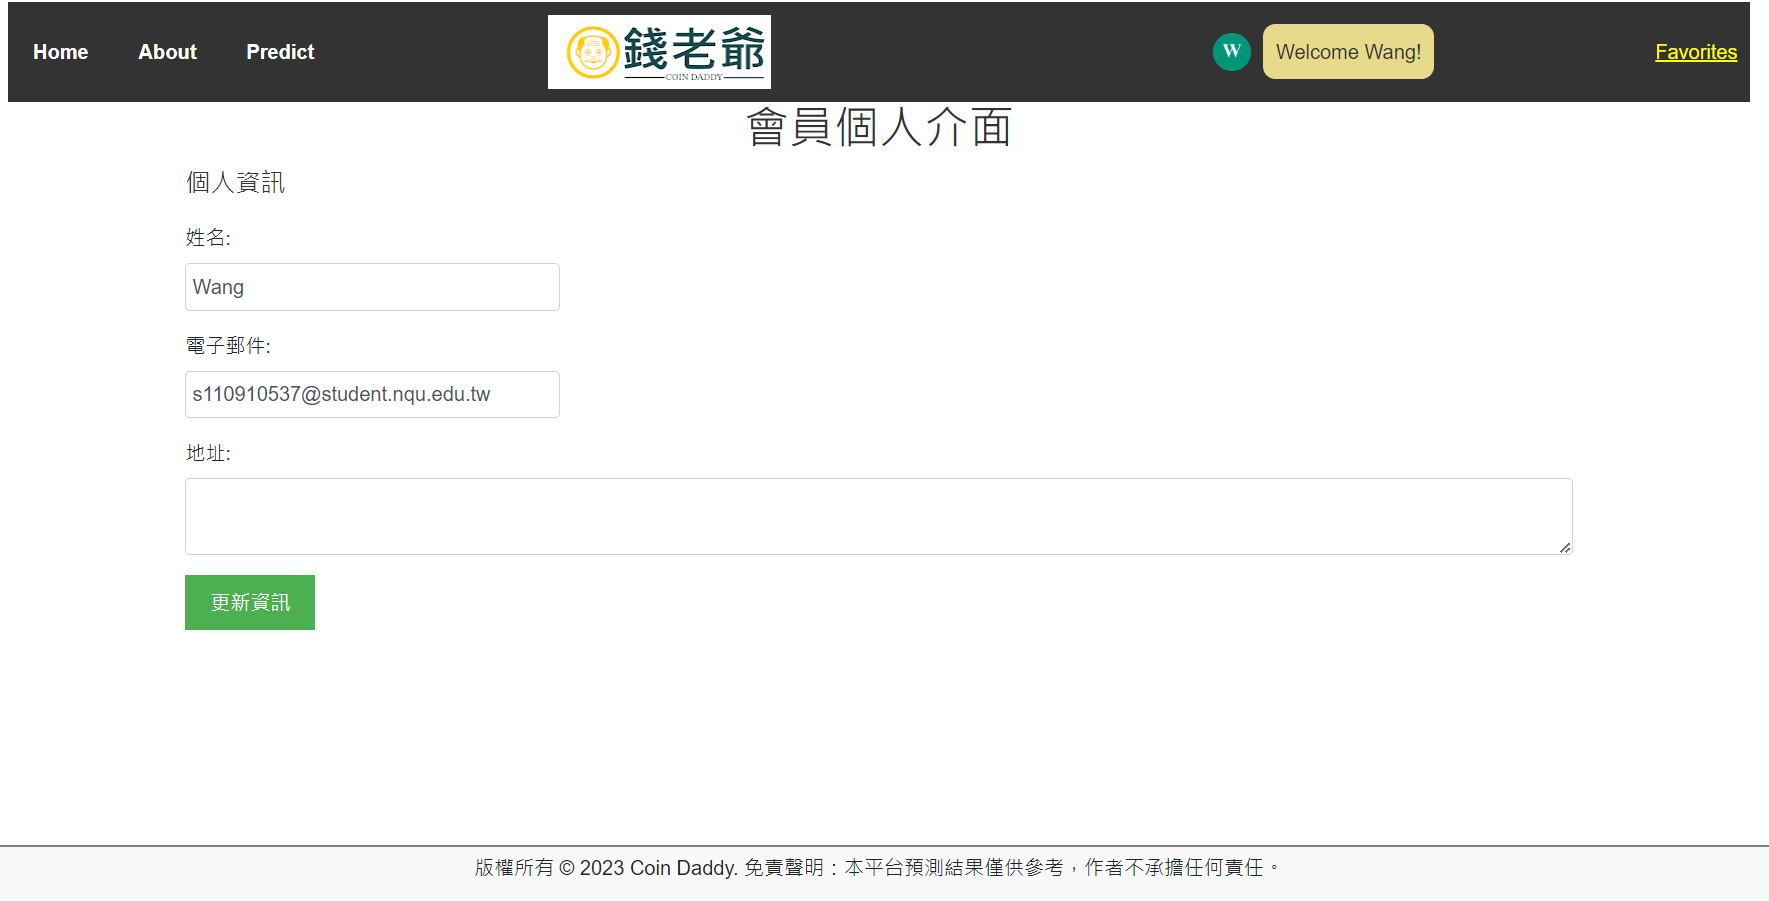 Home About Predict
錢老爺
COIN DADDY
W Welcome Wang!
Favorites
會員個人介面
個人資訊
姓名:
Wang
電子郵件:
s110910537@student.nqu.edu.tw
地址:
更新資訊
版權所有 © 2023 Coin Daddy. 免責聲明：本平台預測結果僅供參考，作者不承擔任何責任。